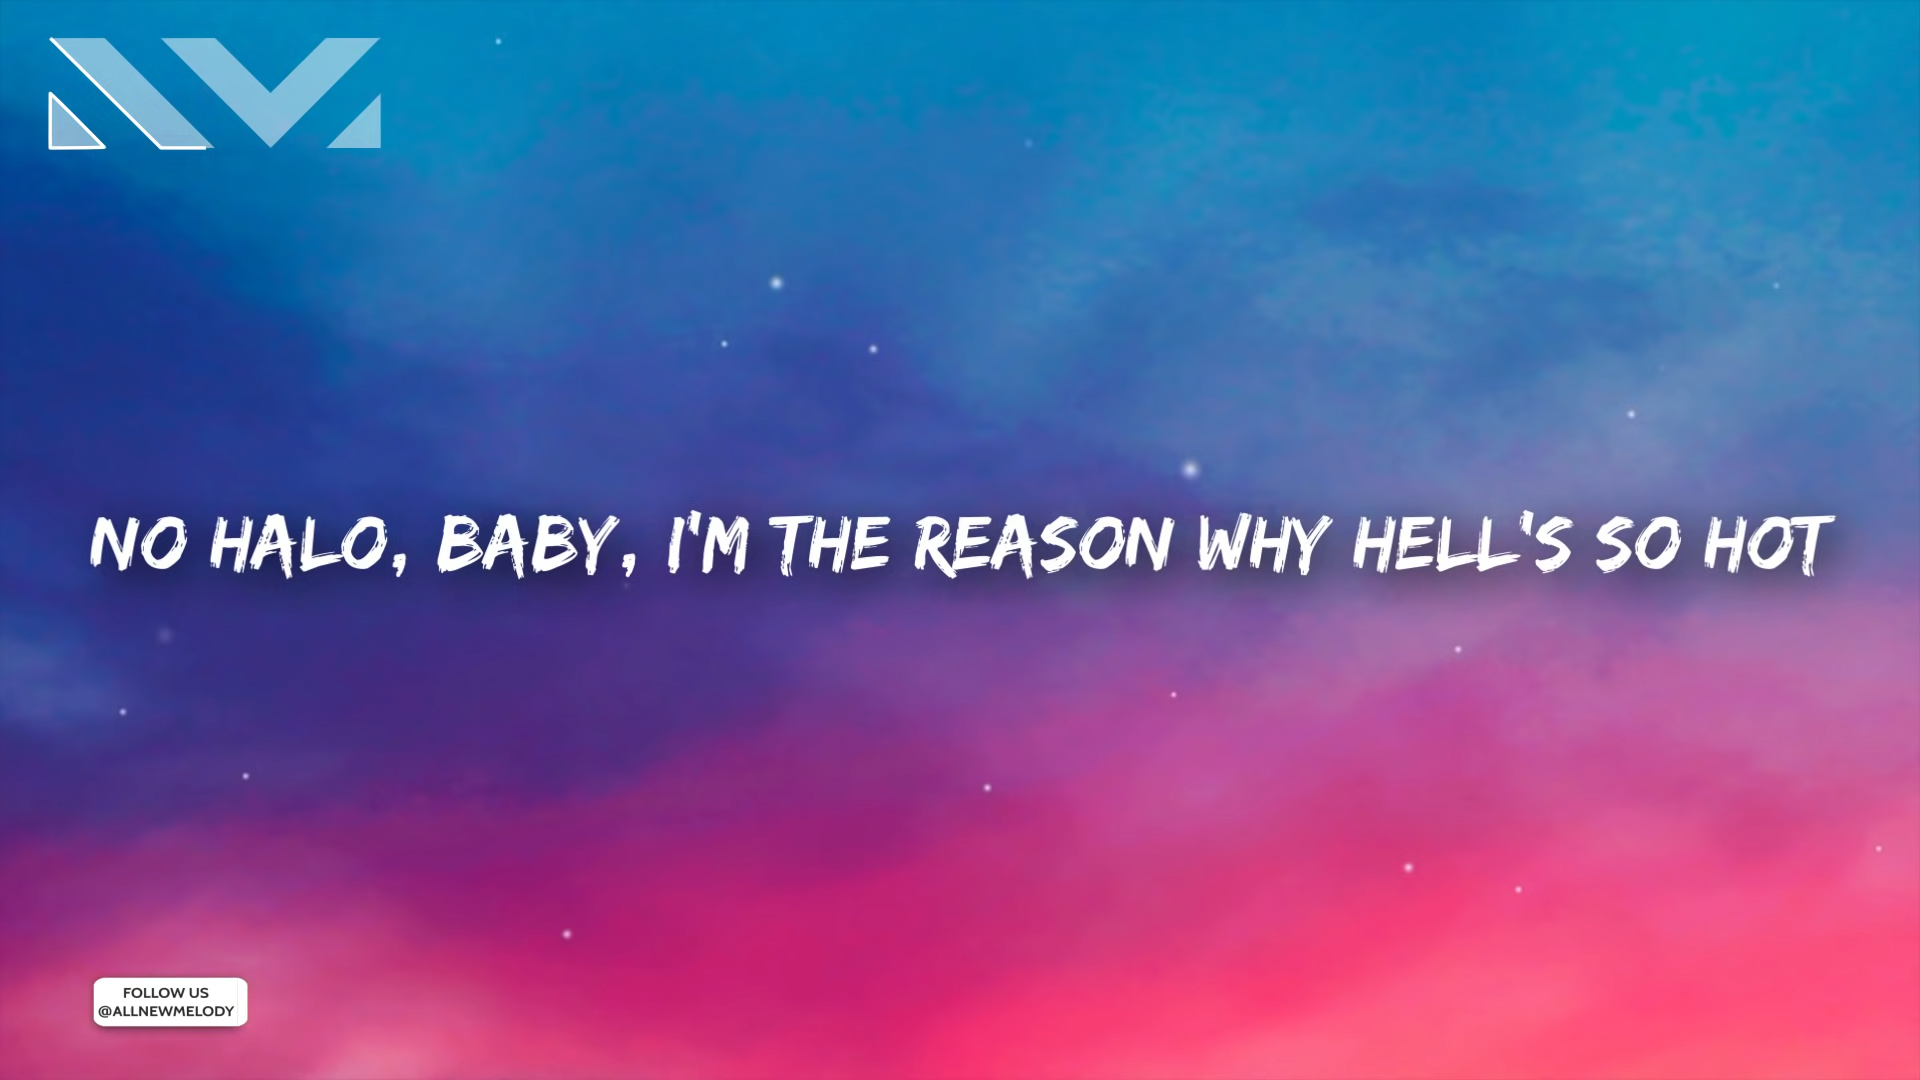 NO HALO, BABY, I'M THE REASON WHY HELL'S SO HOT
FOLLOW US
@ALLNEWMELODY